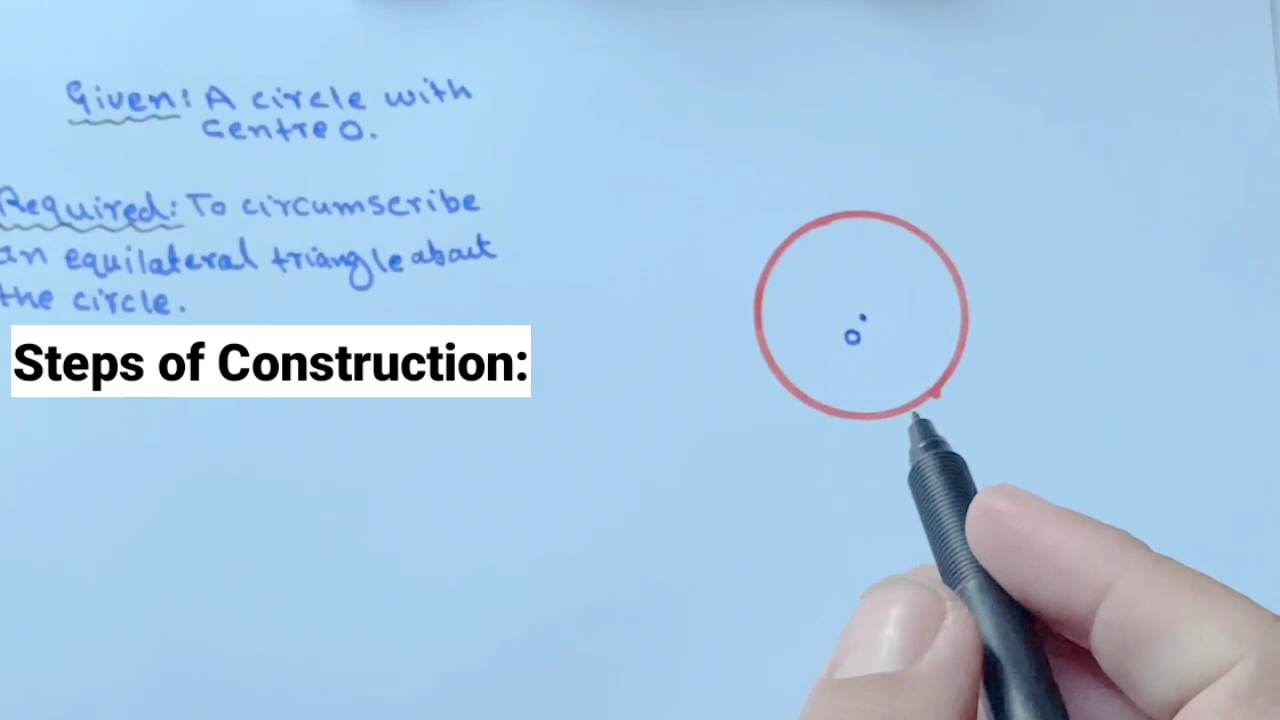 Given: A circle with
centre O.
Required: To circumscribe
an equilateral triangle about
the circle.
Steps of Construction:
O